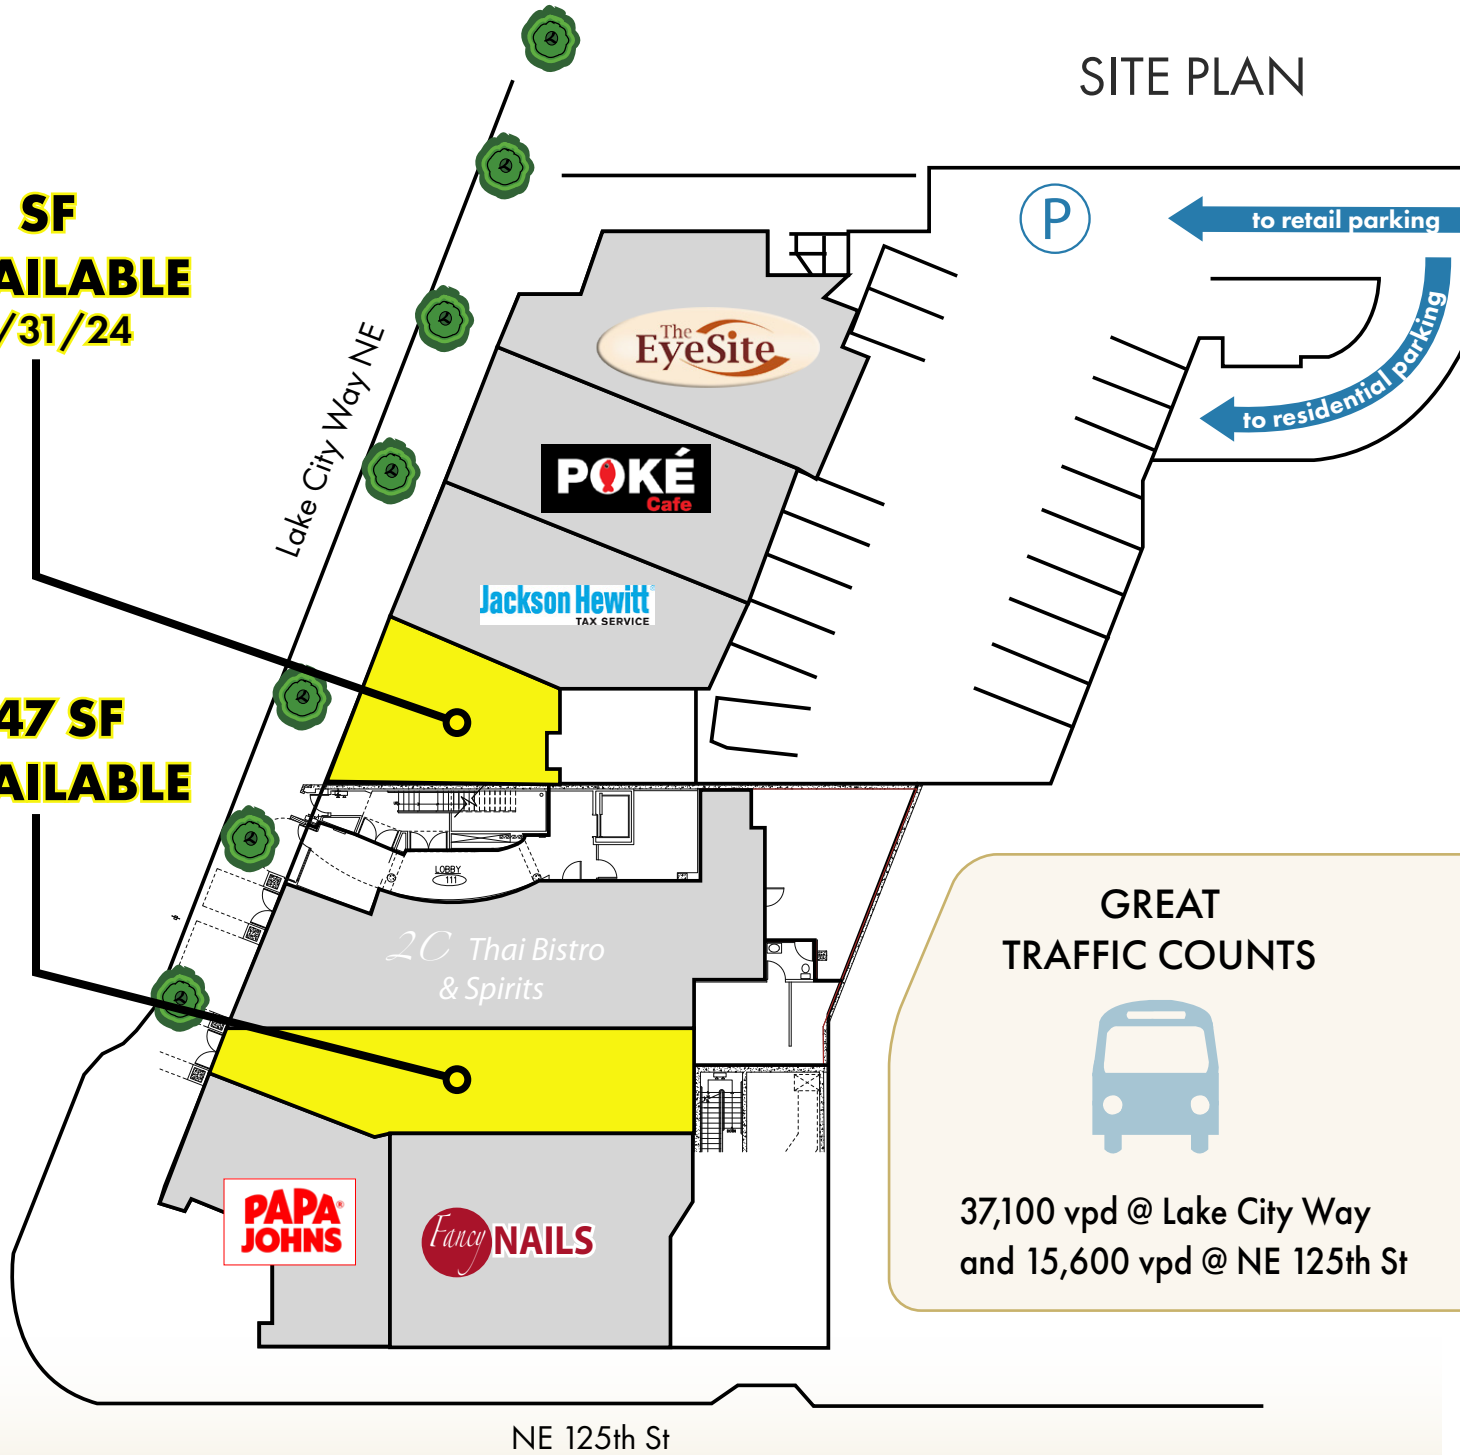 SITE PLAN
P
to retail parking
to residential parking
SF
AILABLE
/31/24
Lake City Way NE
The
EyeSite
POKÉ
Cafe
Jackson Hewitt
TAX SERVICE
47 SF
AILABLE
LOBBY
111
2C Thai Bistro
& Spirits
PAPA
JOHNS
Fancy NAILS
GREAT
TRAFFIC COUNTS
37,100 vpd @ Lake City Way
and 15,600 vpd @ NE 125th St
NE 125th St